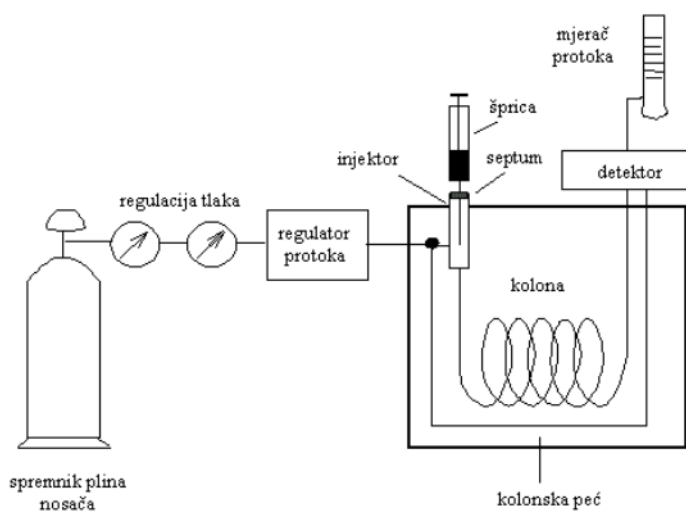 mjerač
protoka
šprica
injektor
septum
detektor
regulacija tlaka
regulator
protoka
kolona
spremnik plina
nosača
kolonska peć